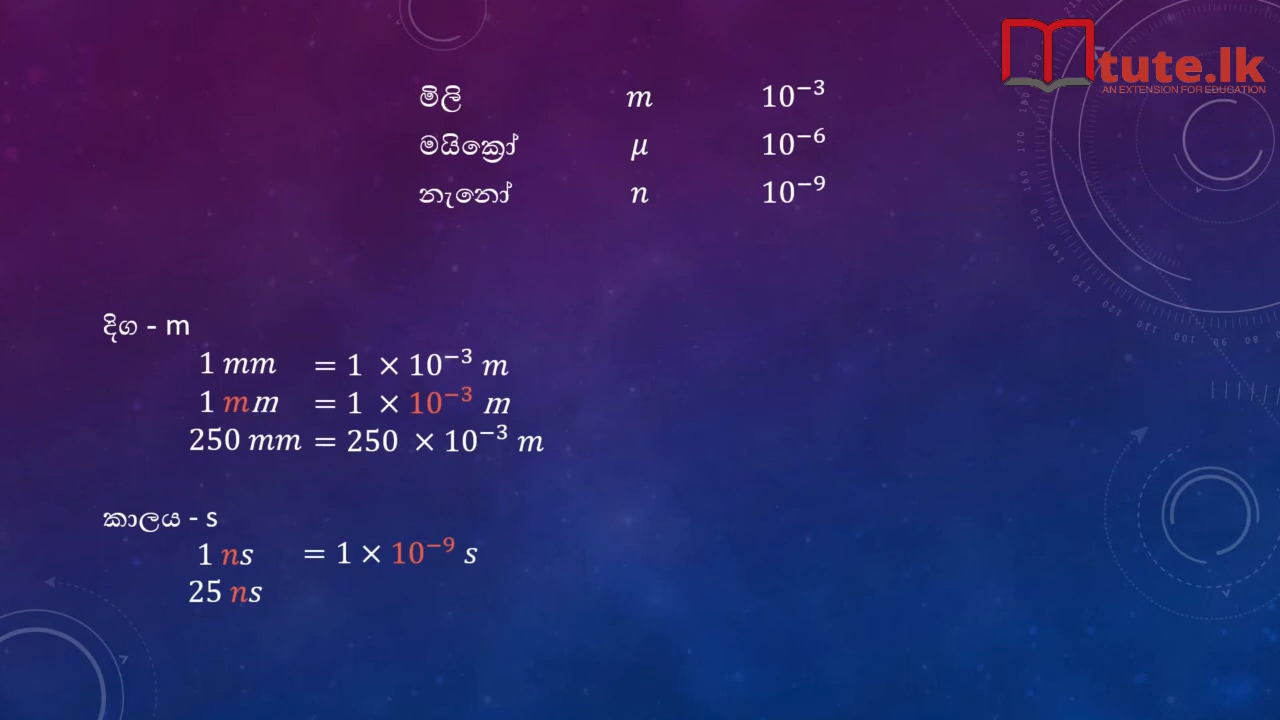 tute.lk
AN EXTENSION FOR EDUCATION
මිලි m 10⁻³
මයික්‍රෝ μ 10⁻⁶
නැනෝ n 10⁻⁹
දිග - m
1 mm = 1 × 10⁻³ m
1 mm = 1 × 10⁻³ m
250 mm = 250 × 10⁻³ m
කාලය - s
1 ns = 1 × 10⁻⁹ s
25 ns